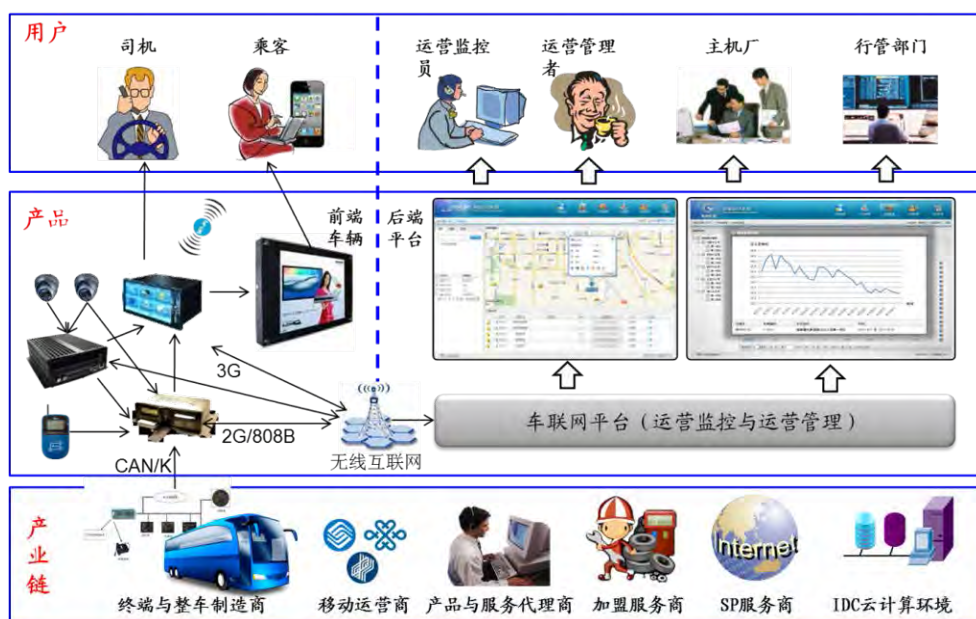 用户
司机
乘客
运营监控
员
运营管理
者
主机厂
行管部门
产品
前端
车辆
后端
平台
3G
2G/808B
无线互联网
CAN/K
车联网平台（运营监控与运营管理）
产
业
链
Internet
终端与整车制造商
移动运营商
产品与服务代理商
加盟服务商
SP服务商
IDC云计算环境